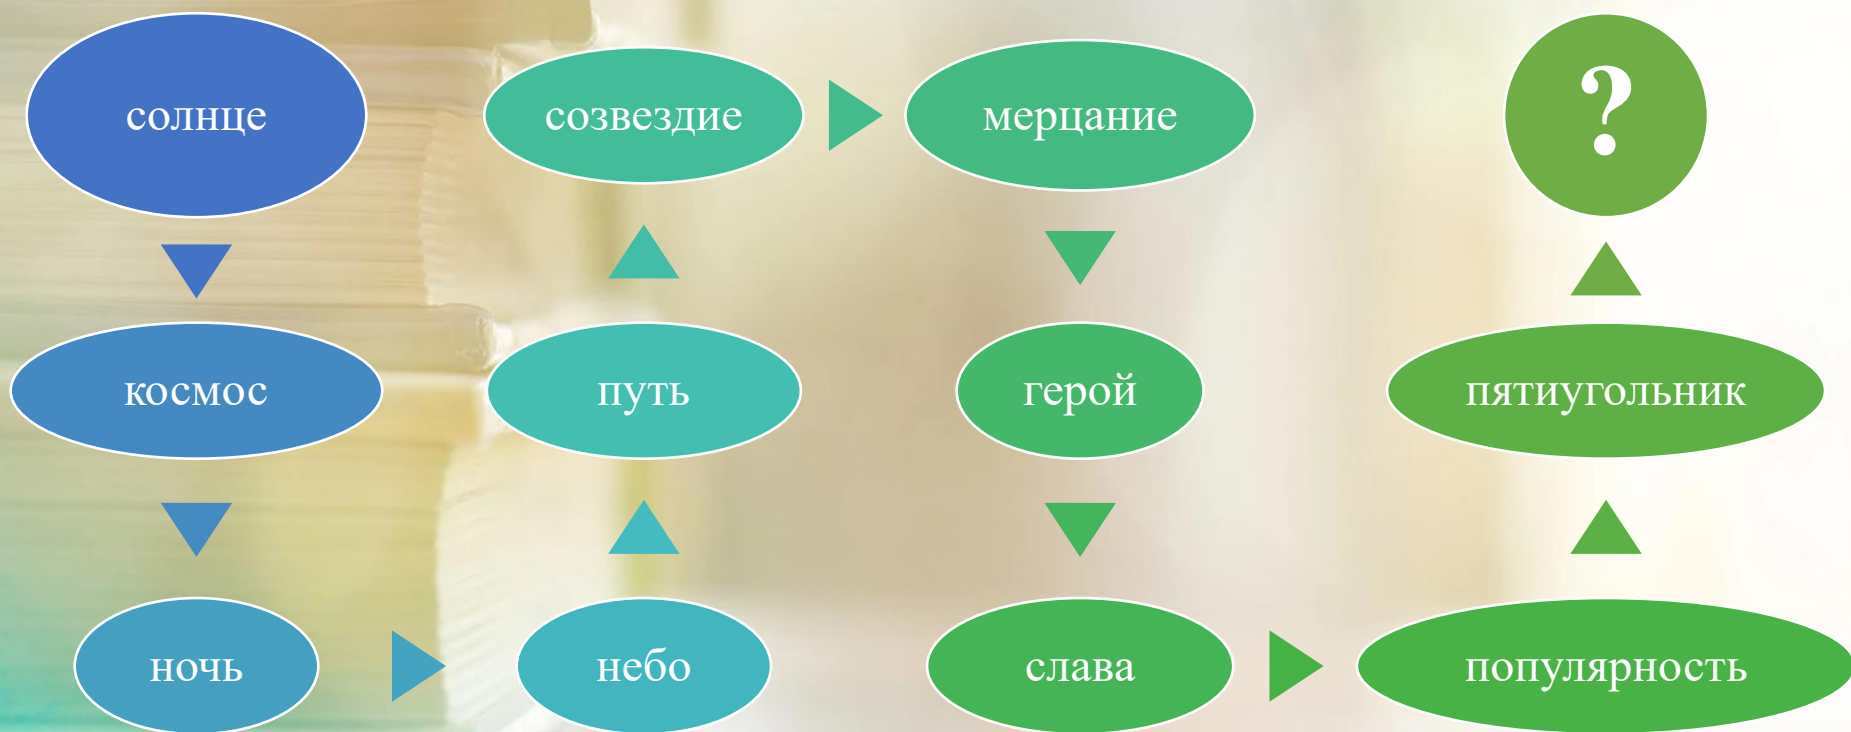 солнце
космос
ночь
небо
путь
созвездие
мерцание
герой
слава
популярность
пятиугольник
?